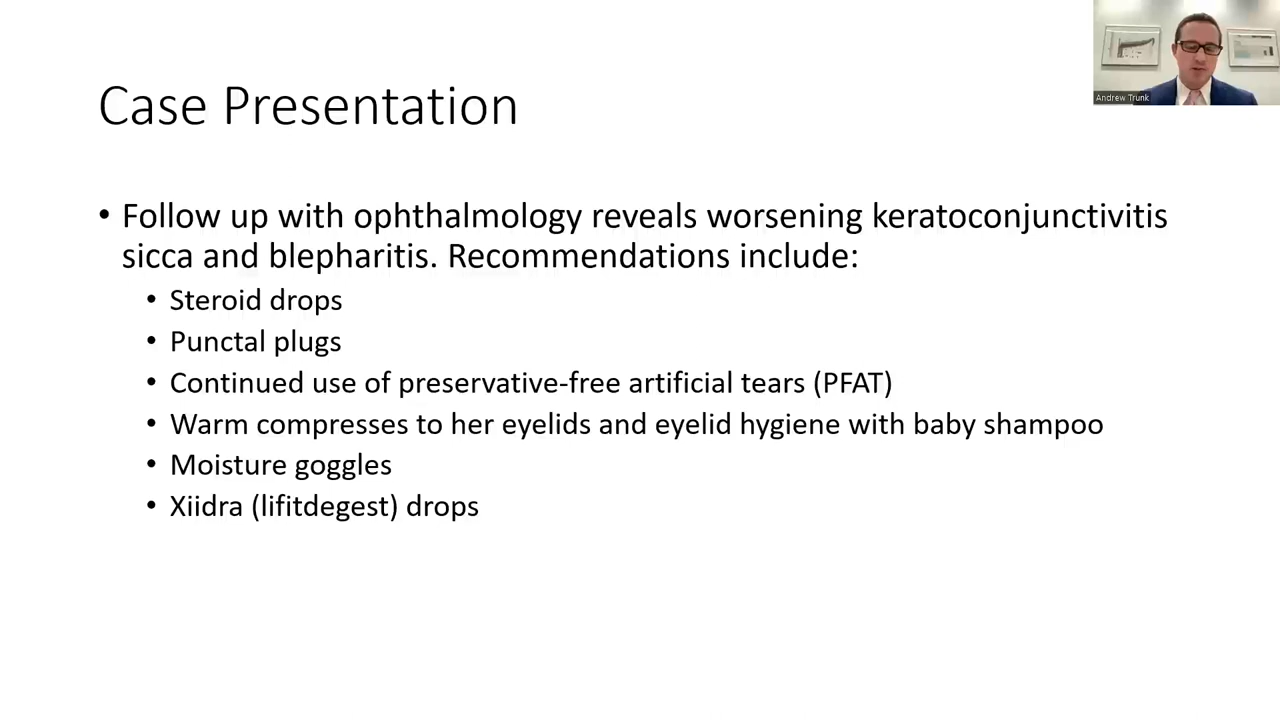 Case Presentation
Andrew Trunk
• Follow up with ophthalmology reveals worsening keratoconjunctivitis
sicca and blepharitis. Recommendations include:
• Steroid drops
• Punctal plugs
• Continued use of preservative-free artificial tears (PFAT)
• Warm compresses to her eyelids and eyelid hygiene with baby shampoo
• Moisture goggles
• Xiidra (lifitdegest) drops